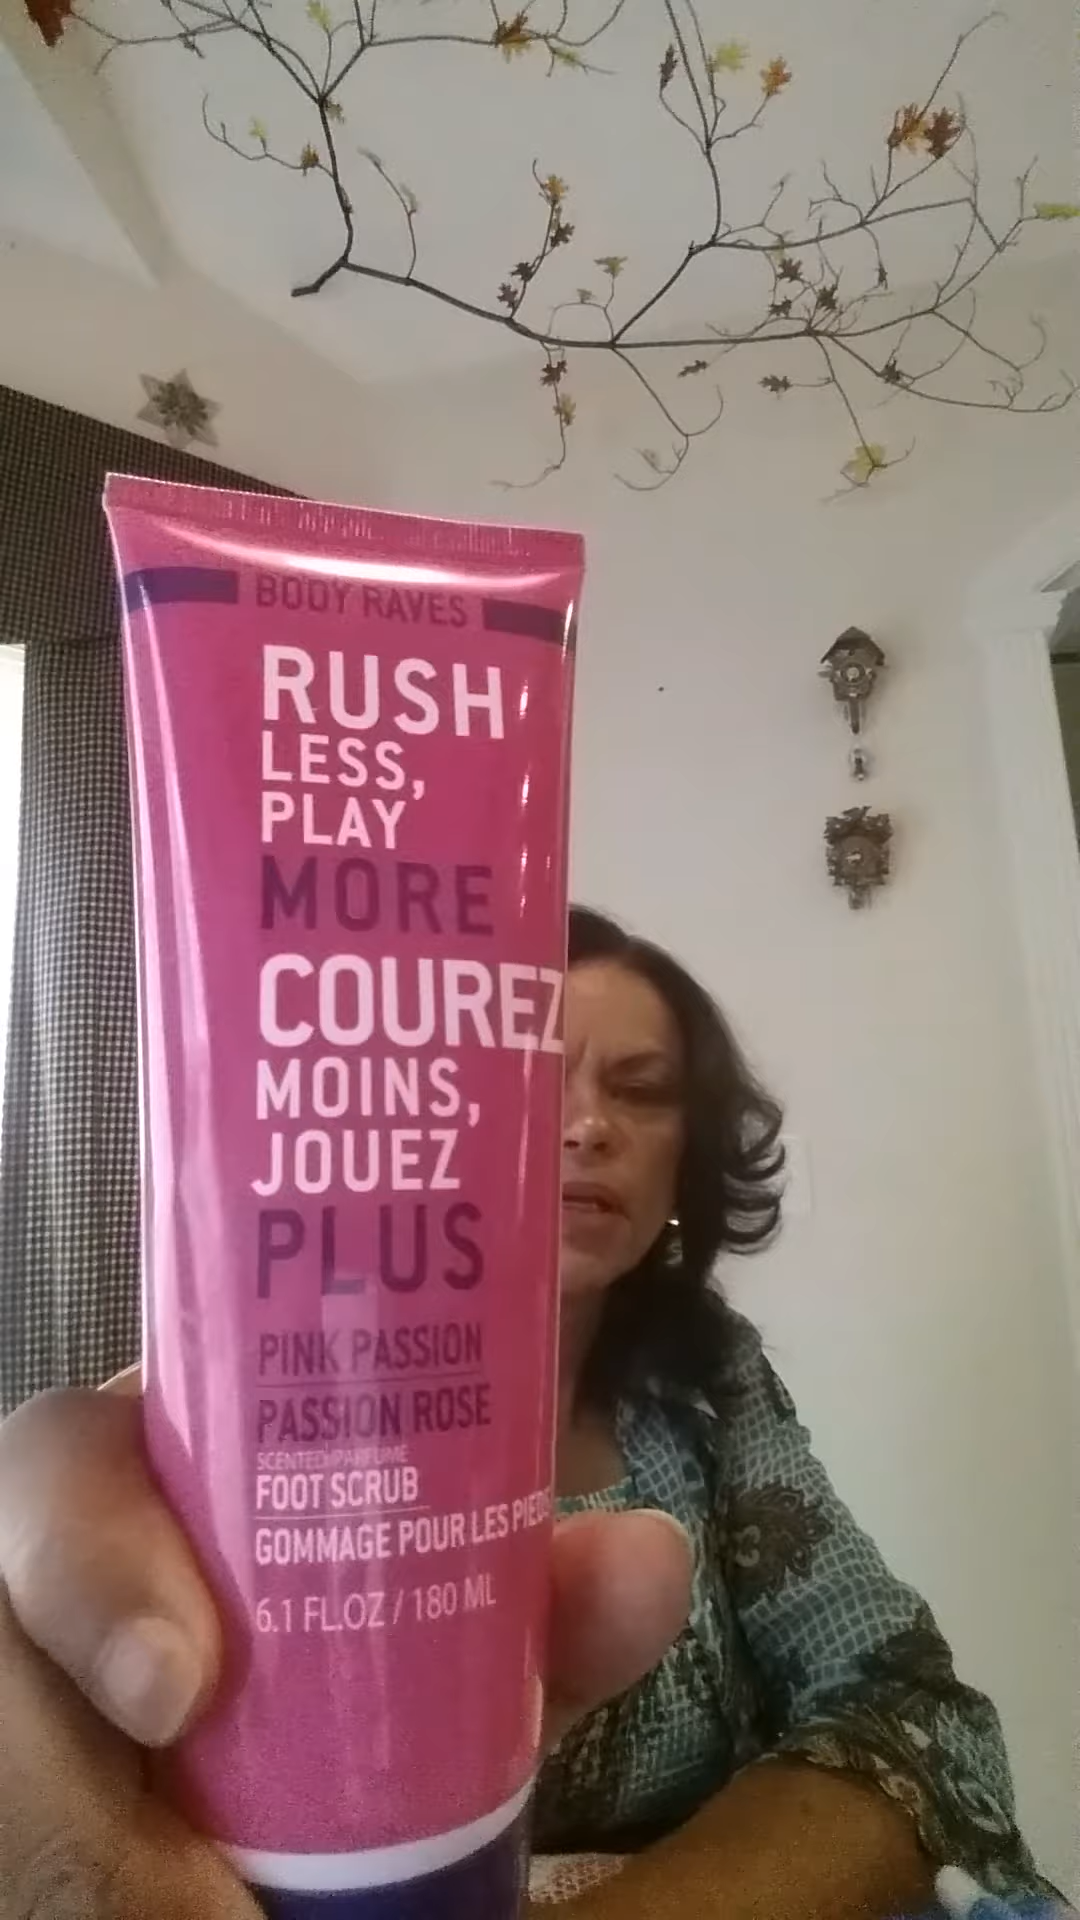 BODY RAVES
RUSH
LESS,
PLAY
MORE
COUREZ
MOINS,
JOUEZ
PLUS
PINK PASSION
PASSION ROSE
SCENTED/PARFUMÉ
FOOT SCRUB
GOMMAGE POUR LES PIEDS
6.1 FL.OZ / 180 ML